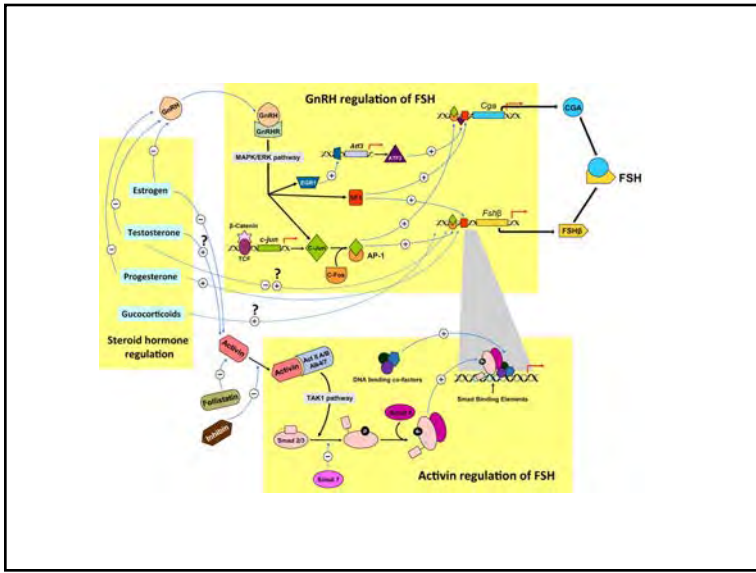 GnRH regulation of FSH
GnRH
GnRH
GnRHR
MAPK/ERK pathway
EGR1
Atf3
ATF3
SF1
Cga
CGA
FSH
Fshβ
FSHβ
β-Catenin
TCF
c-jun
C-Jun
C-Fos
AP-1
Estrogen
Testosterone
Progesterone
Gucocorticoids
Steroid hormone
regulation
?
?
?
Activin
Follistatin
Inhibin
Activin
Act II A/B
Alk4/7
TAK1 pathway
Smad 2/3
P
Smad 4
Smad 7
P
DNA binding co-factors
P
Smad Binding Elements
Activin regulation of FSH